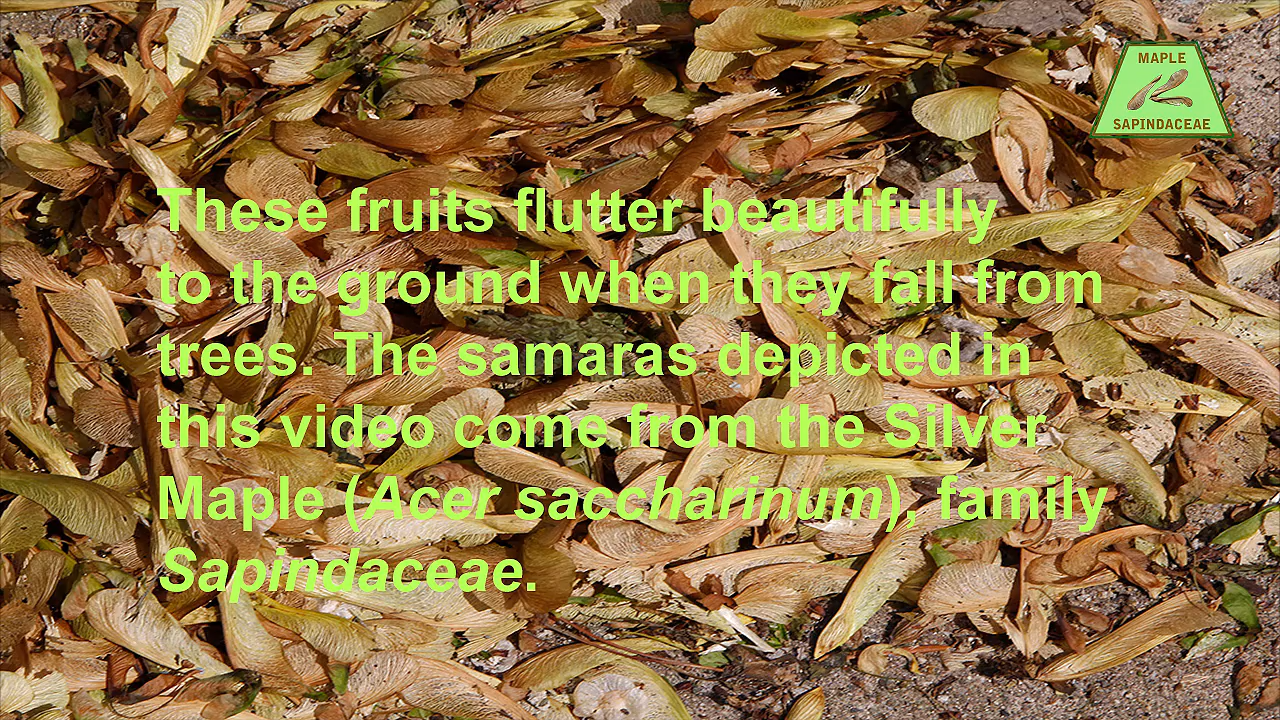 MAPLE
SAPINDACEAE
These fruits flutter beautifully
to the ground when they fall from
trees. The samaras depicted in
this video come from the Silver
Maple (Acer saccharinum), family
Sapindaceae.